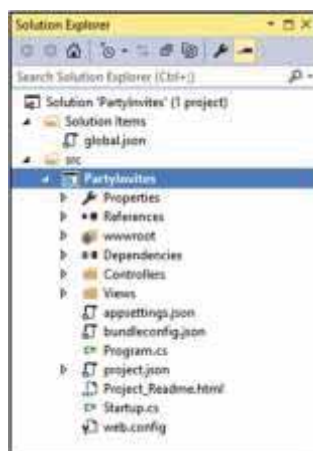 Solution Explorer
Search Solution Explorer (Ctrl+;)
Solution 'PartyInvites' (1 project)
Solution Items
global.json
src
PartyInvites
Properties
References
wwwroot
Dependencies
Controllers
Views
appsettings.json
bundleconfig.json
Program.cs
project.json
Project_Readme.html
Startup.cs
web.config